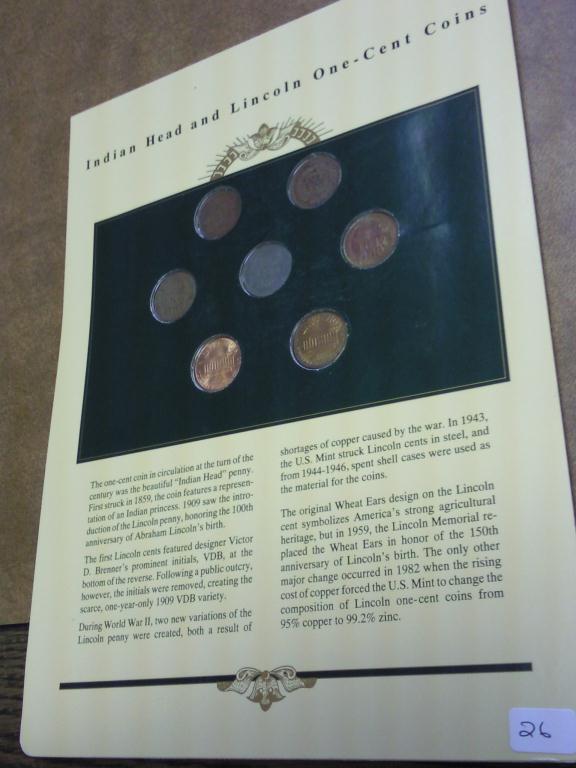 Indian Head and Lincoln One-Cent Coins
The one-cent coin in circulation at the turn of the
century was the beautiful "Indian Head" penny.
First struck in 1859, the coin features a represen-
tation of an Indian princess. 1909 saw the intro-
duction of the Lincoln penny, honoring the 100th
anniversary of Abraham Lincoln's birth.
The first Lincoln cents featured designer Victor
D. Brenner's prominent initials, VDB, at the
bottom of the reverse. Following a public outcry,
however, the initials were removed, creating the
scarce, one-year-only 1909 VDB variety.
During World War II, two new variations of the
Lincoln penny were created, both a result of
shortages of copper caused by the war. In 1943,
the U.S. Mint struck Lincoln cents in steel, and
from 1944-1946, spent shell cases were used as
the material for the coins.
The original Wheat Ears design on the Lincoln
cent symbolizes America's strong agricultural
heritage, but in 1959, the Lincoln Memorial re-
placed the Wheat Ears in honor of the 150th
anniversary of Lincoln's birth. The only other
major change occurred in 1982 when the rising
cost of copper forced the U.S. Mint to change the
composition of Lincoln one-cent coins from
95% copper to 99.2% zinc.
26